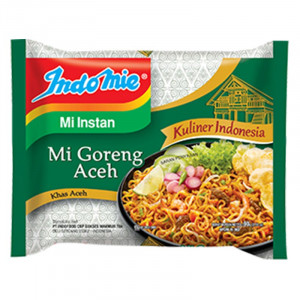 Indomie
Mi Instan
Kuliner Indonesia
Mi Goreng
Aceh
Khas Aceh